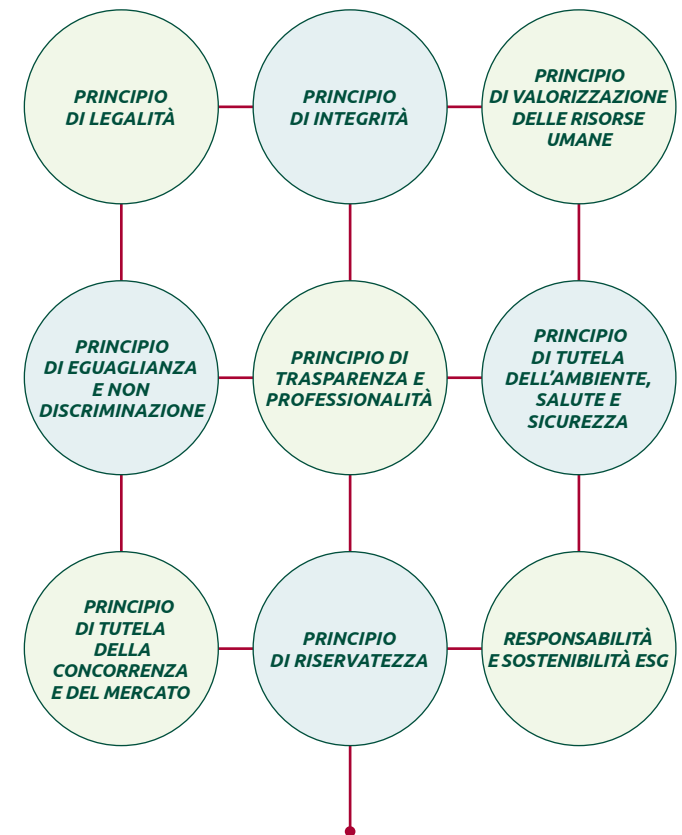 PRINCIPIO
DI LEGALITÀ
PRINCIPIO
DI INTEGRITÀ
PRINCIPIO
DI VALORIZZAZIONE
DELLE RISORSE
UMANE
PRINCIPIO
DI EGUAGLIANZA
E NON
DISCRIMINAZIONE
PRINCIPIO DI
TRASPARENZA E
PROFESSIONALITÀ
PRINCIPIO
DI TUTELA
DELL'AMBIENTE,
SALUTE E
SICUREZZA
PRINCIPIO
DI TUTELA
DELLA
CONCORRENZA
E DEL MERCATO
PRINCIPIO
DI RISERVATEZZA
RESPONSABILITÀ
E SOSTENIBILITÀ ESG